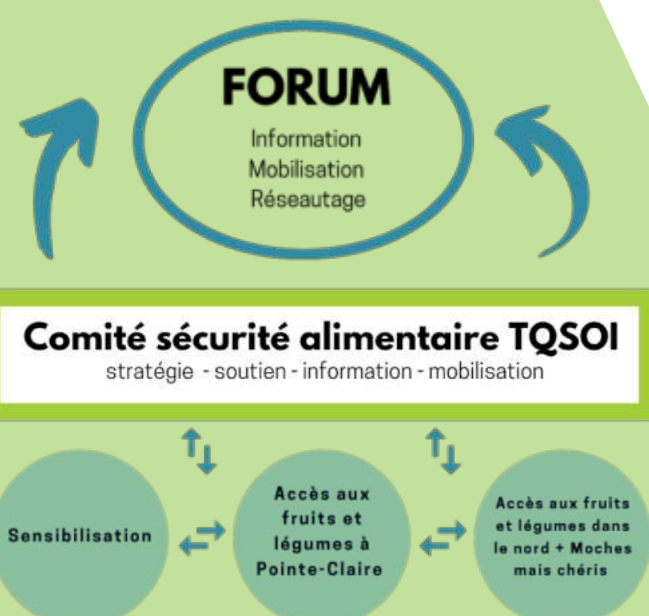 FORUM
Information
Mobilisation
Réseautage
Comité sécurité alimentaire TQSOI
stratégie - soutien - information - mobilisation
Sensibilisation
Accès aux
fruits et
légumes à
Pointe-Claire
Accès aux fruits
et légumes dans
le nord + Moches
mais chéris